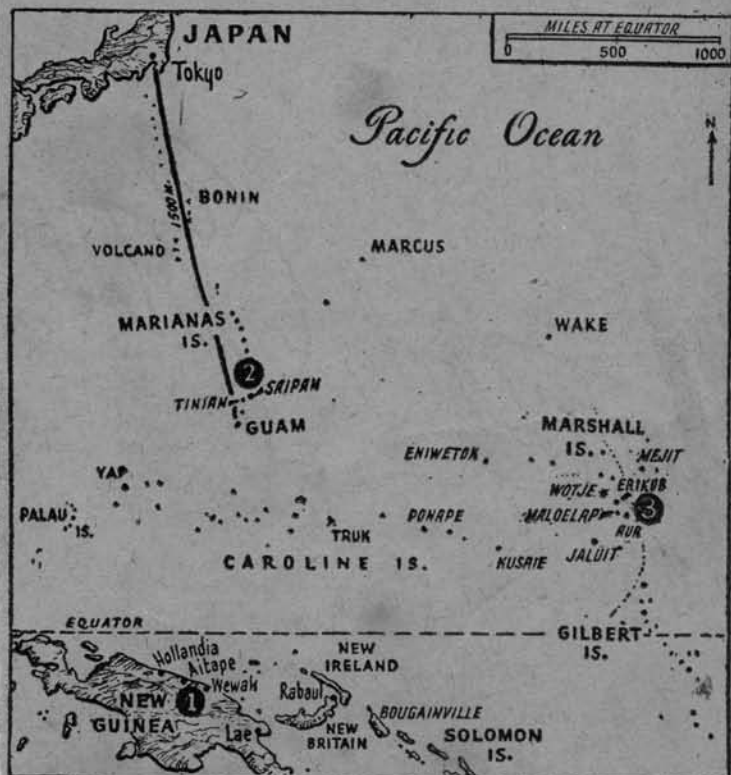 JAPAN
Tokyo
MILES AT EQUATOR
0 500 1000
Pacific Ocean
N
1500 M.
BONIN
VOLCANO
MARCUS
MARIANAS
IS.
WAKE
2
SAIPAN
TINIAN
GUAM
MARSHALL
IS.
MEJIT
ENIWETOK
ERIKUB
WOTJE
3
MALOELAP
AUR
YAP
PALAU
IS.
TRUK
PONAPE
KUSAIE
JALUIT
CAROLINE IS.
EQUATOR
GILBERT
IS.
Hollandia
Aitape
Wewak
NEW
IRELAND
NEW
GUINEA
1
Rabaul
Lae
NEW
BRITAIN
BOUGAINVILLE
SOLOMON
IS.